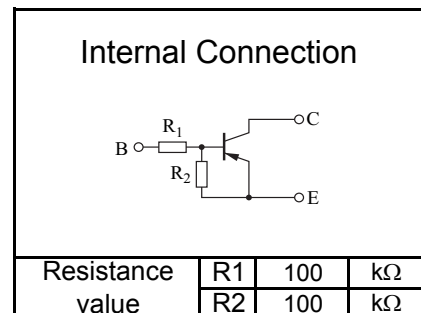 Internal Connection
C
R1
B
R2
E
Resistance value R1 100 kΩ
R2 100 kΩ